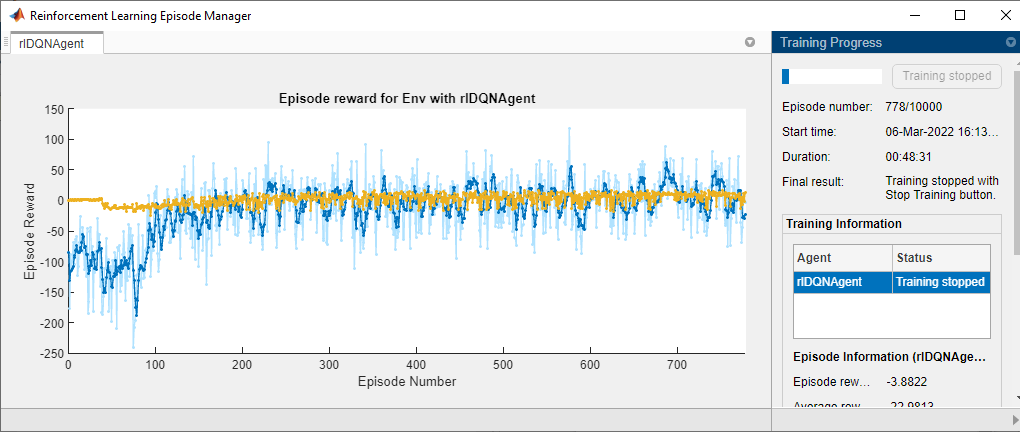 Reinforcement Learning Episode Manager
rlDQNAgent
Training Progress
Training stopped
Episode number: 778/10000
Start time: 06-Mar-2022 16:13...
Duration: 00:48:31
Final result: Training stopped with
Stop Training button.
Training Information
Agent Status
rlDQNAgent Training stopped
Episode Information (rlDQNAge...
Episode rew... -3.8822
Average rew... -22.9813
Episode reward for Env with rlDQNAgent
Episode Reward
150
100
50
0
-50
-100
-150
-200
-250
0 100 200 300 400 500 600 700
Episode Number